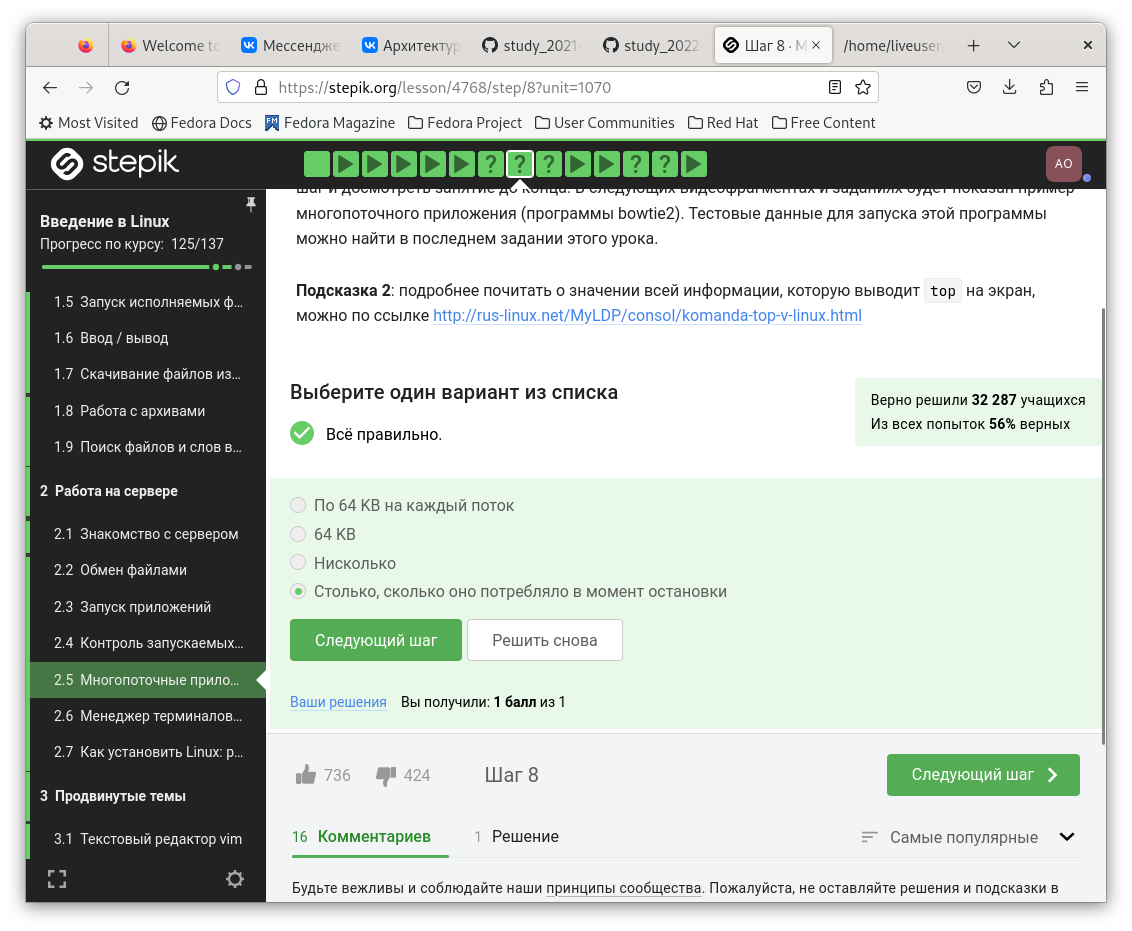 Welcome to
Мессендже
Архитектур
study_2021-
study_2022
Шаг 8 · М
/home/liveuser
https://stepik.org/lesson/4768/step/8?unit=1070
Most Visited
Fedora Docs
Fedora Magazine
Fedora Project
User Communities
Red Hat
Free Content
stepik
AO
Введение в Linux
Прогресс по курсу: 125/137
1.5 Запуск исполняемых ф...
1.6 Ввод / вывод
1.7 Скачивание файлов из...
1.8 Работа с архивами
1.9 Поиск файлов и слов в...
2 Работа на сервере
2.1 Знакомство с сервером
2.2 Обмен файлами
2.3 Запуск приложений
2.4 Контроль запускаемых...
2.5 Многопоточные прило...
2.6 Менеджер терминалов...
2.7 Как установить Linux: р...
3 Продвинутые темы
3.1 Текстовый редактор vim
шаг и досмотреть занятие до конца. В следующих видеофрагментах и заданиях будет показан пример
многопоточного приложения (программы bowtie2). Тестовые данные для запуска этой программы
можно найти в последнем задании этого урока.
Подсказка 2: подробнее почитать о значении всей информации, которую выводит top на экран,
можно по ссылке http://rus-linux.net/MyLDP/consol/komanda-top-v-linux.html
Выберите один вариант из списка
Всё правильно.
Верно решили 32 287 учащихся
Из всех попыток 56% верных
По 64 KB на каждый поток
64 KB
Нисколько
Столько, сколько оно потребляло в момент остановки
Следующий шаг
Решить снова
Ваши решения Вы получили: 1 балл из 1
736
424
Шаг 8
Следующий шаг
16 Комментариев
1 Решение
Самые популярные
Будьте вежливы и соблюдайте наши принципы сообщества. Пожалуйста, не оставляйте решения и подсказки в